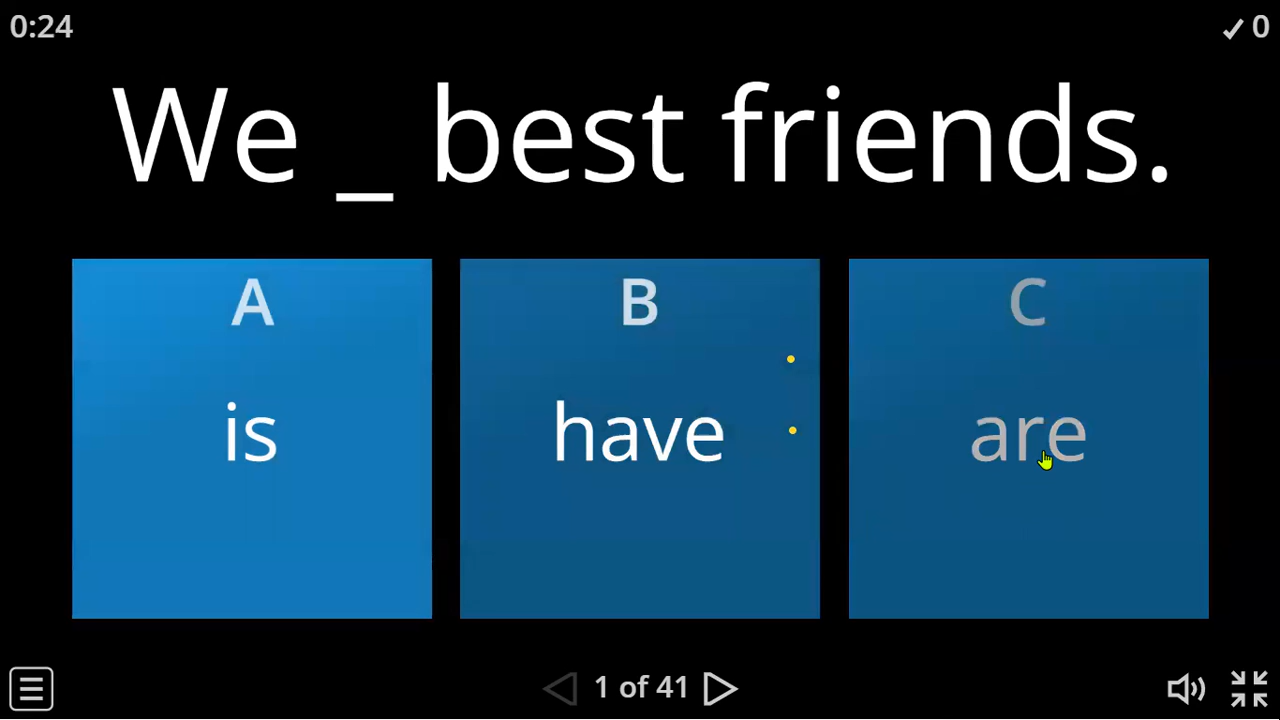 0:24
✓ 0
We _ best friends.
A
is
B
have
C
are
1 of 41